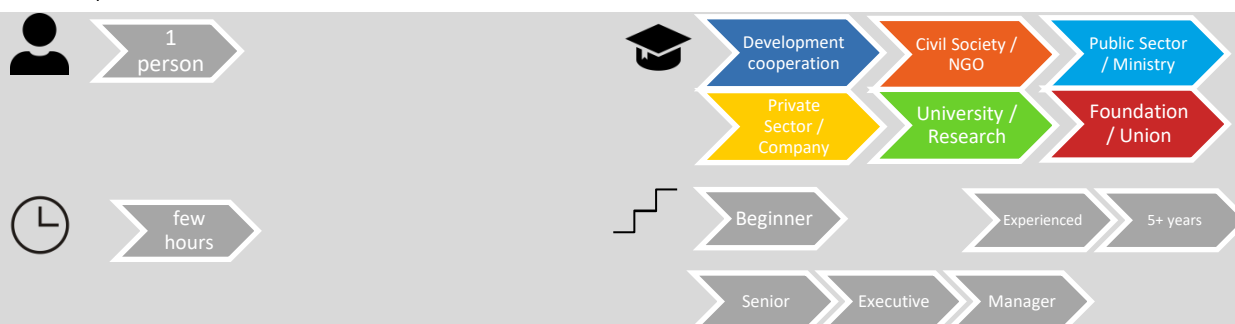 1
person
Development
cooperation
Civil Society /
NGO
Public Sector
/ Ministry
Private
Sector /
Company
University /
Research
Foundation
/ Union
few
hours
Beginner
Experienced
5+ years
Senior
Executive
Manager